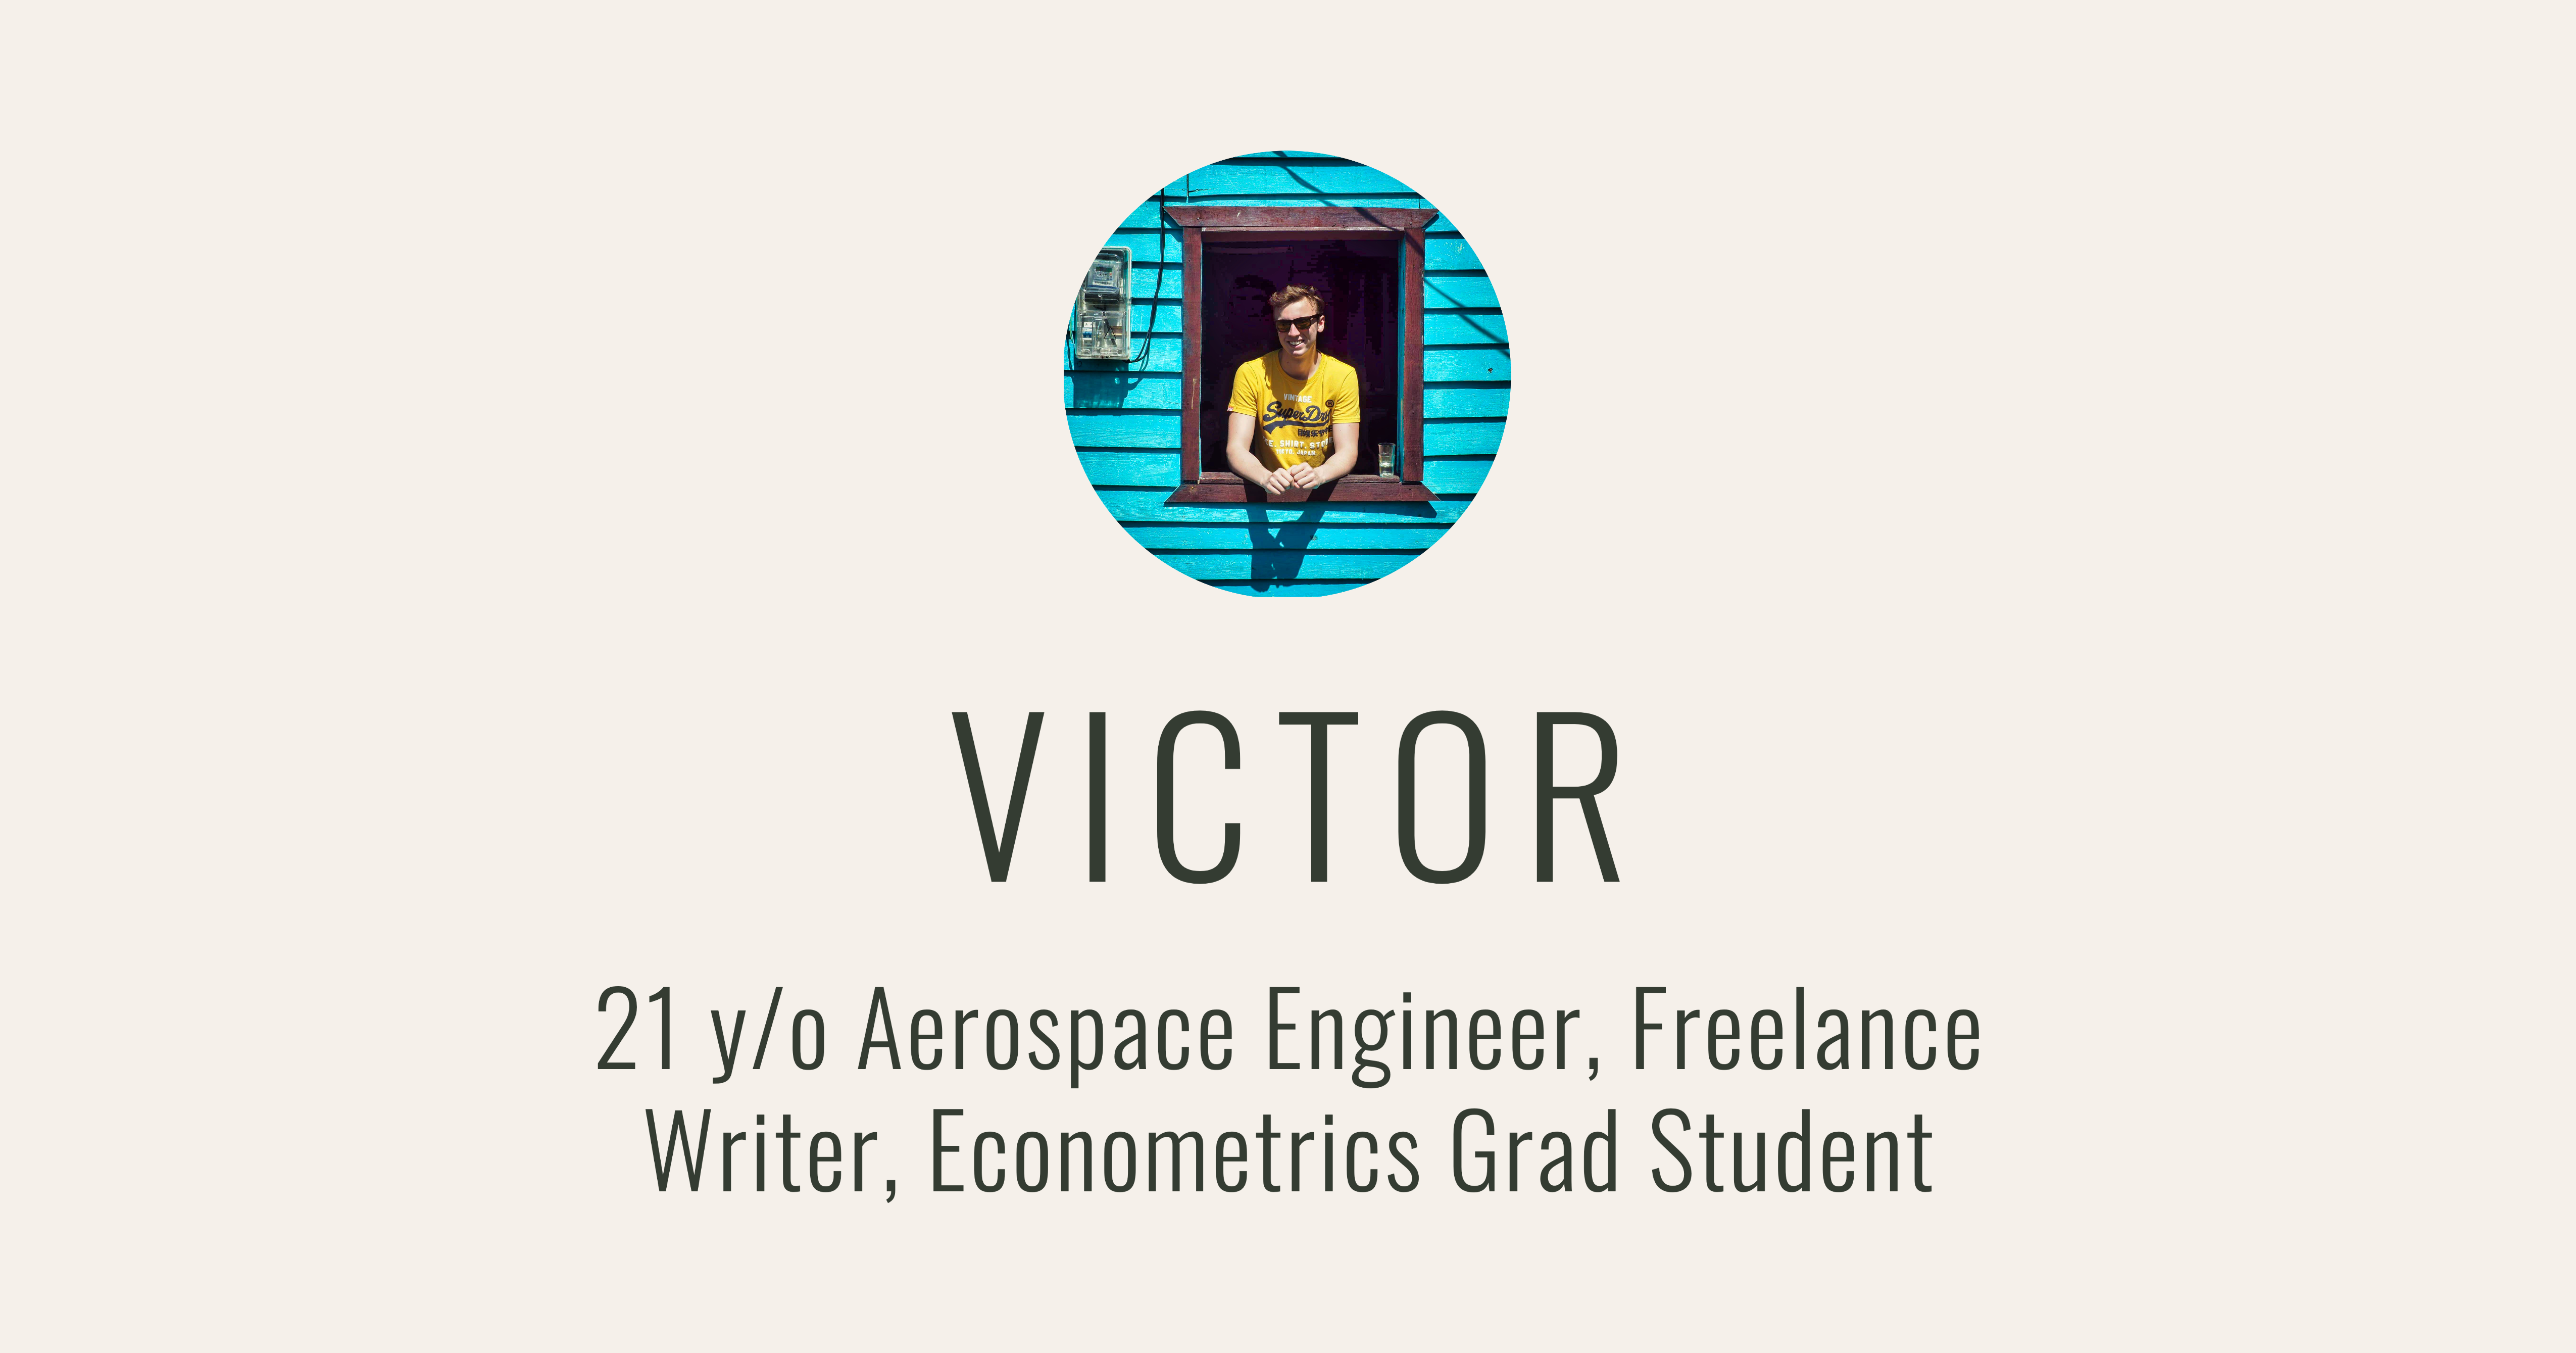 VINTAGE
SuperDry
VICTOR
21 y/o Aerospace Engineer, Freelance
Writer, Econometrics Grad Student